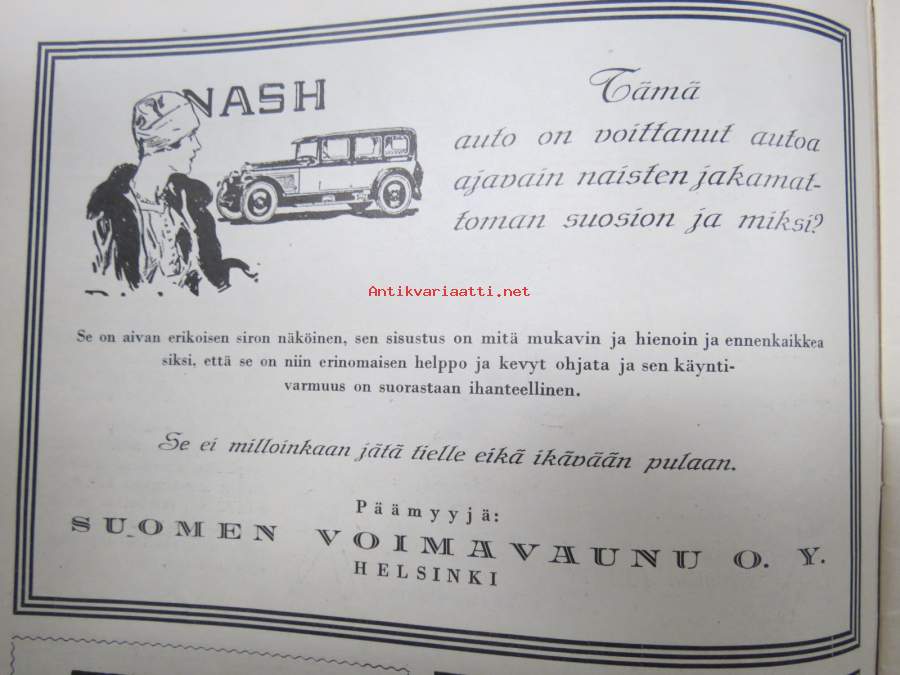 NASH
Tämä
auto on voittanut autoa
ajavain naisten jakamat-
toman suosion ja miksi?
Antikvariaatti.net
Se on aivan erikoisen siron näköinen, sen sisustus on mitä mukavin ja hienoin ja ennenkaikkea
siksi, että se on niin erinomaisen helppo ja kevyt ohjata ja sen käynti-
varmuus on suorastaan ihanteellinen.
Se ei milloinkaan jätä tielle eikä ikävään pulaan.
Päämyyjä:
SUOMEN VOIMAVAUNU O. Y.
HELSINKI